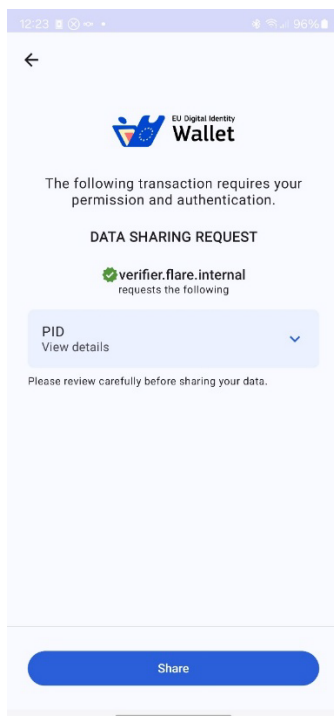 12:23
96%
EU Digital Identity
Wallet
The following transaction requires your
permission and authentication.
DATA SHARING REQUEST
verifier.flare.internal
requests the following
PID
View details
Please review carefully before sharing your data.
Share